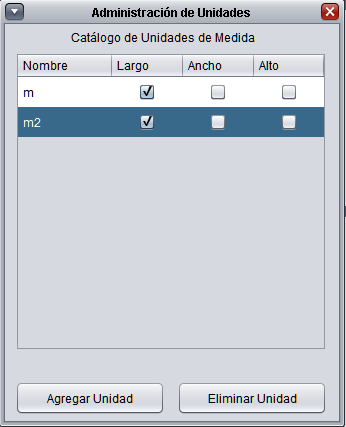 Administración de Unidades
Catálogo de Unidades de Medida
Nombre Largo Ancho Alto
m
m2
Agregar Unidad Eliminar Unidad